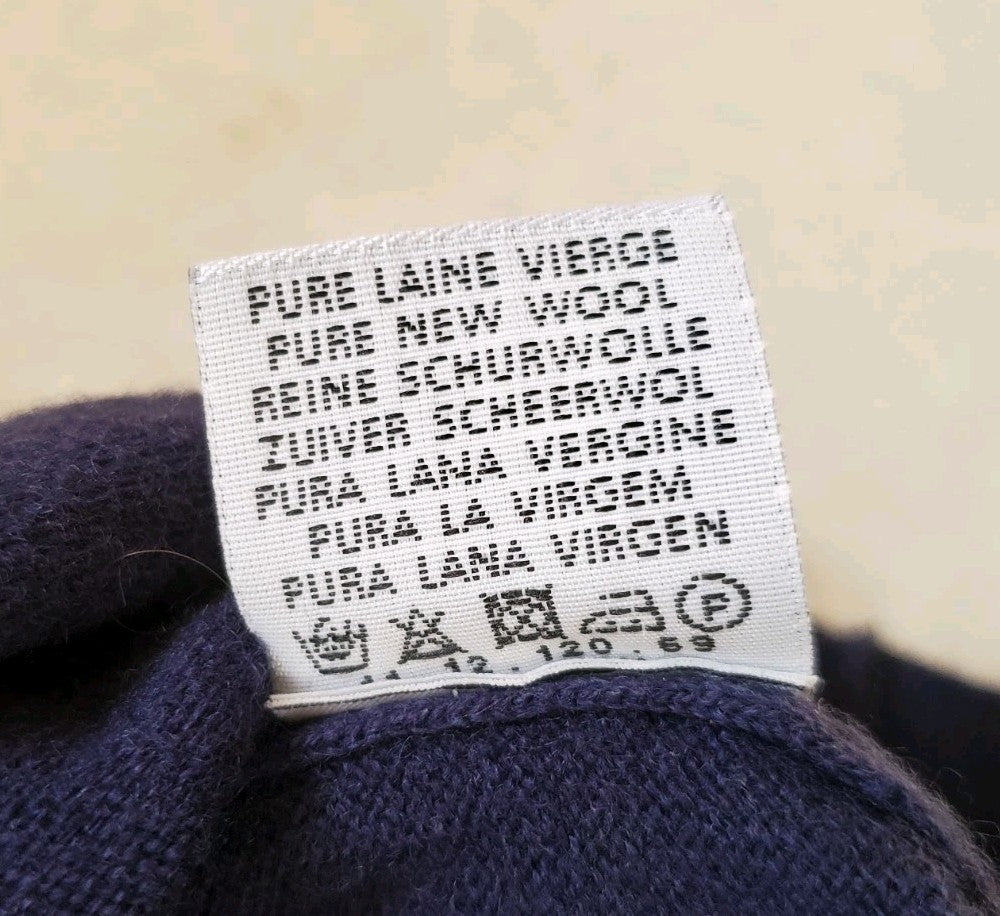 PURE LAINE VIERGE
PURE NEW WOOL
REINE SCHURWOLLE
ZUIVER SCHEERWOL
PURA LANA VERGINE
PURA LA VIRGEM
PURA LANA VIRGEN
F
12.120.69